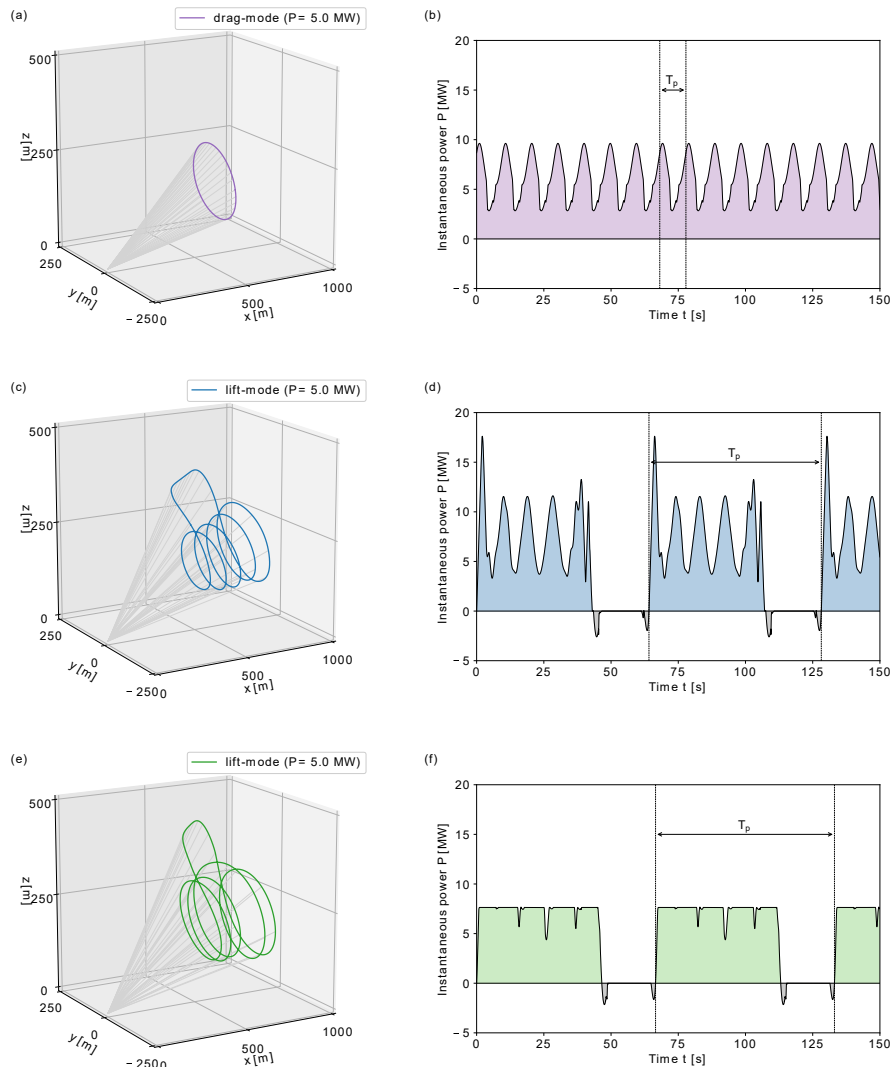 (a)
drag-mode (P= 5.0 MW)
500
250
0
z[m]
250
0
−250
y[m]
0
500
1000
x[m]
(b)
20
15
10
5
0
−5
Instantaneous power P [MW]
T_p
0
25
50
75
100
125
150
Time t [s]
(c)
lift-mode (P= 5.0 MW)
500
250
0
z[m]
250
0
−250
y[m]
0
500
1000
x[m]
(d)
20
15
10
5
0
−5
Instantaneous power P [MW]
T_p
0
25
50
75
100
125
150
Time t [s]
(e)
lift-mode (P= 5.0 MW)
500
250
0
z[m]
250
0
−250
y[m]
0
500
1000
x[m]
(f)
20
15
10
5
0
−5
Instantaneous power P [MW]
T_p
0
25
50
75
100
125
150
Time t [s]